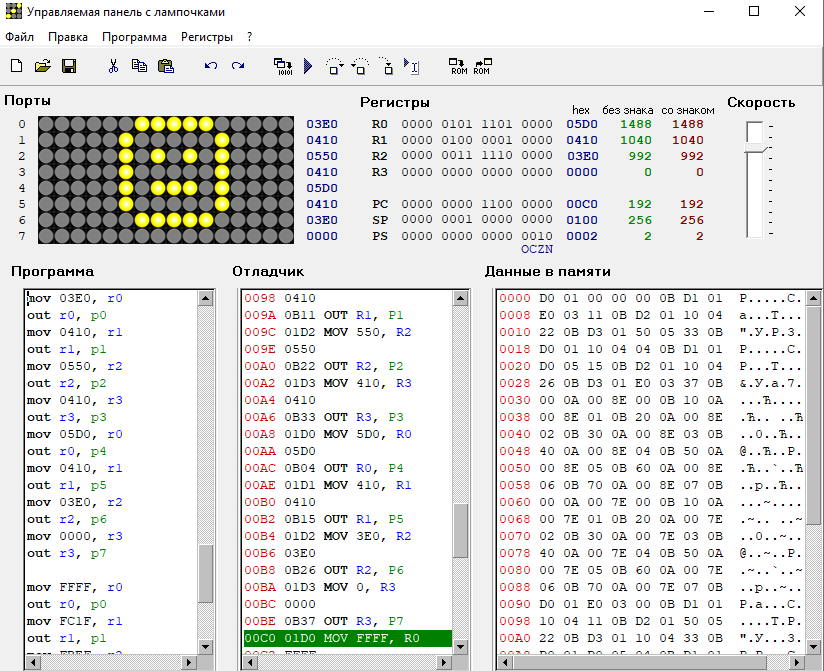 Управляемая панель с лампочками
Файл Правка Программа Регистры ?
Порты
0 03E0
1 0410
2 0550
3 0410
4 05D0
5 0410
6 03E0
7 0000
Регистры
hex без знака со знаком
R0 0000 0101 1101 0000 05D0 1488 1488
R1 0000 0100 0001 0000 0410 1040 1040
R2 0000 0011 1110 0000 03E0 992 992
R3 0000 0000 0000 0000 0000 0 0
PC 0000 0000 1100 0000 00C0 192 192
SP 0000 0001 0000 0000 0100 256 256
PS 0000 0000 0000 0010 0002 2 2
OCZN
Скорость
Программа
mov 03E0, r0
out r0, p0
mov 0410, r1
out r1, p1
mov 0550, r2
out r2, p2
mov 0410, r3
out r3, p3
mov 05D0, r0
out r0, p4
mov 0410, r1
out r1, p5
mov 03E0, r2
out r2, p6
mov 0000, r3
out r3, p7
mov FFFF, r0
out r0, p0
mov FC1F, r1
out r1, p1
Отладчик
0098 0410
009A 0B11 OUT R1, P1
009C 01D2 MOV 550, R2
009E 0550
00A0 0B22 OUT R2, P2
00A2 01D3 MOV 410, R3
00A4 0410
00A6 0B33 OUT R3, P3
00A8 01D0 MOV 5D0, R0
00AA 05D0
00AC 0B04 OUT R0, P4
00AE 01D1 MOV 410, R1
00B0 0410
00B2 0B15 OUT R1, P5
00B4 01D2 MOV 3E0, R2
00B6 03E0
00B8 0B26 OUT R2, P6
00BA 01D3 MOV 0, R3
00BC 0000
00BE 0B37 OUT R3, P7
00C0 01D0 MOV FFFF, R0
Данные в памяти
0000 D0 01 00 00 00 0B D1 01 Р.....С.
0008 E0 03 11 0B D2 01 10 04 а...Т...
0010 22 0B D3 01 50 05 33 0B ".У.P.3.
0018 D0 01 10 04 04 0B D1 01 Р.....С.
0020 D0 05 15 0B D2 01 10 04 Р...Т...
0028 26 0B D3 01 E0 03 37 0B &.У.а.7.
0030 00 0A 00 8E 00 0B 10 0A ...Ћ....
0038 00 8E 01 0B 20 0A 00 8E .Ћ.. ..Ћ
0040 02 0B 30 0A 00 8E 03 0B ..0..Ћ..
0048 40 0A 00 8E 04 0B 50 0A @..Ћ..P.
0050 00 8E 05 0B 60 0A 00 8E .Ћ..`..Ћ
0058 06 0B 70 0A 00 8E 07 0B ..p..Ћ..
0060 00 0A 00 7E 00 0B 10 0A ...~....
0068 00 7E 01 0B 20 0A 00 7E .~.. ..~
0070 02 0B 30 0A 00 7E 03 0B ..0..~..
0078 40 0A 00 7E 04 0B 50 0A @..~..P.
0080 00 7E 05 0B 60 0A 00 7E .~..`..~
0088 06 0B 70 0A 00 7E 07 0B ..p..~..
0090 D0 01 E0 03 00 0B D1 01 Р.а...С.
0098 10 04 11 0B D2 01 50 05 ....Т.P.
00A0 22 0B D3 01 10 04 33 0B ".У...3.